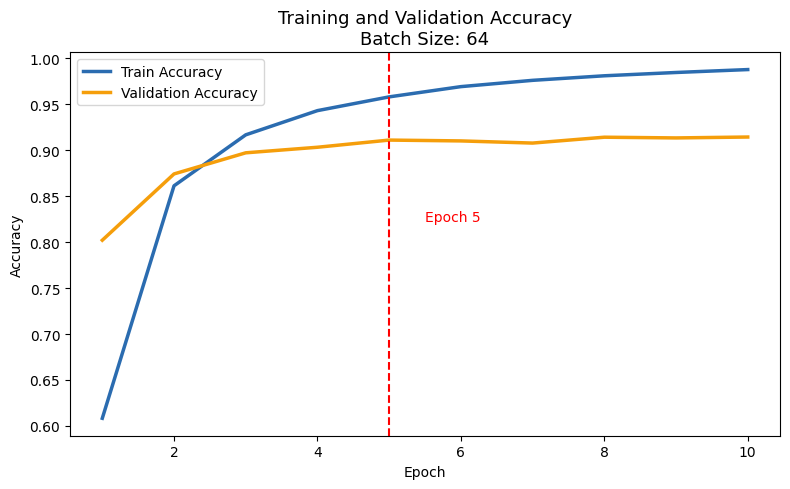 Training and Validation Accuracy
Batch Size: 64
Train Accuracy
Validation Accuracy
1.00
0.95
0.90
0.85
0.80
0.75
0.70
0.65
0.60
Accuracy
Epoch 5
2
4
6
8
10
Epoch